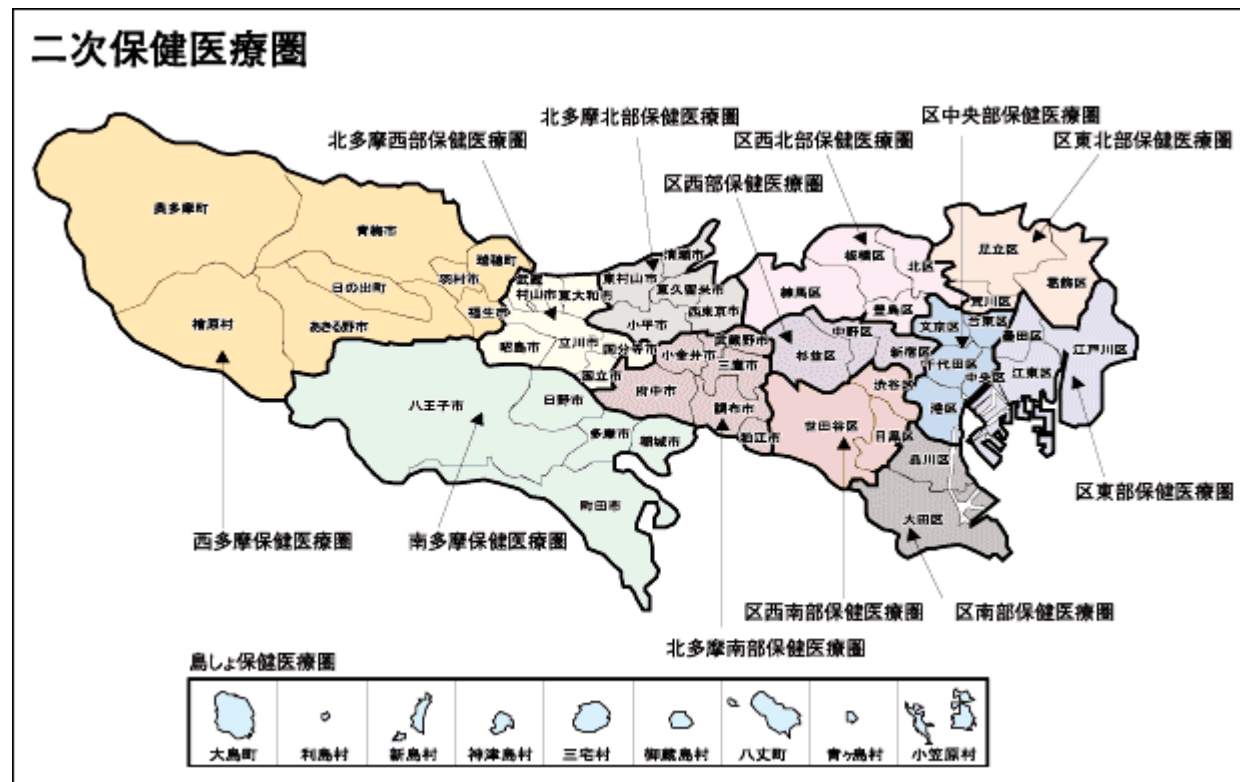 二次保健医療圏
区中央部保健医療圏
北多摩北部保健医療圏
区西北部保健医療圏
区東北部保健医療圏
北多摩西部保健医療圏
区西部保健医療圏
奥多摩町
青梅市
瑞穂町
羽村市
日の出町
福生市
あきる野市
檜原村
武蔵
村山市
東大和市
昭島市
立川市
国分寺市
国立市
東村山市
清瀬市
東久留米市
西東京市
小平市
小金井市
武蔵野市
三鷹市
府中市
調布市
狛江市
八王子市
日野市
多摩市
稲城市
町田市
板橋区
北区
練馬区
豊島区
中野区
杉並区
新宿区
渋谷区
世田谷区
目黒区
足立区
葛飾区
荒川区
文京区
台東区
千代田区
中央区
港区
墨田区
江東区
江戸川区
品川区
大田区
区東部保健医療圏
西多摩保健医療圏
南多摩保健医療圏
区西南部保健医療圏
区南部保健医療圏
北多摩南部保健医療圏
島しょ保健医療圏
大島町
利島村
新島村
神津島村
三宅村
御蔵島村
八丈町
青ヶ島村
小笠原村